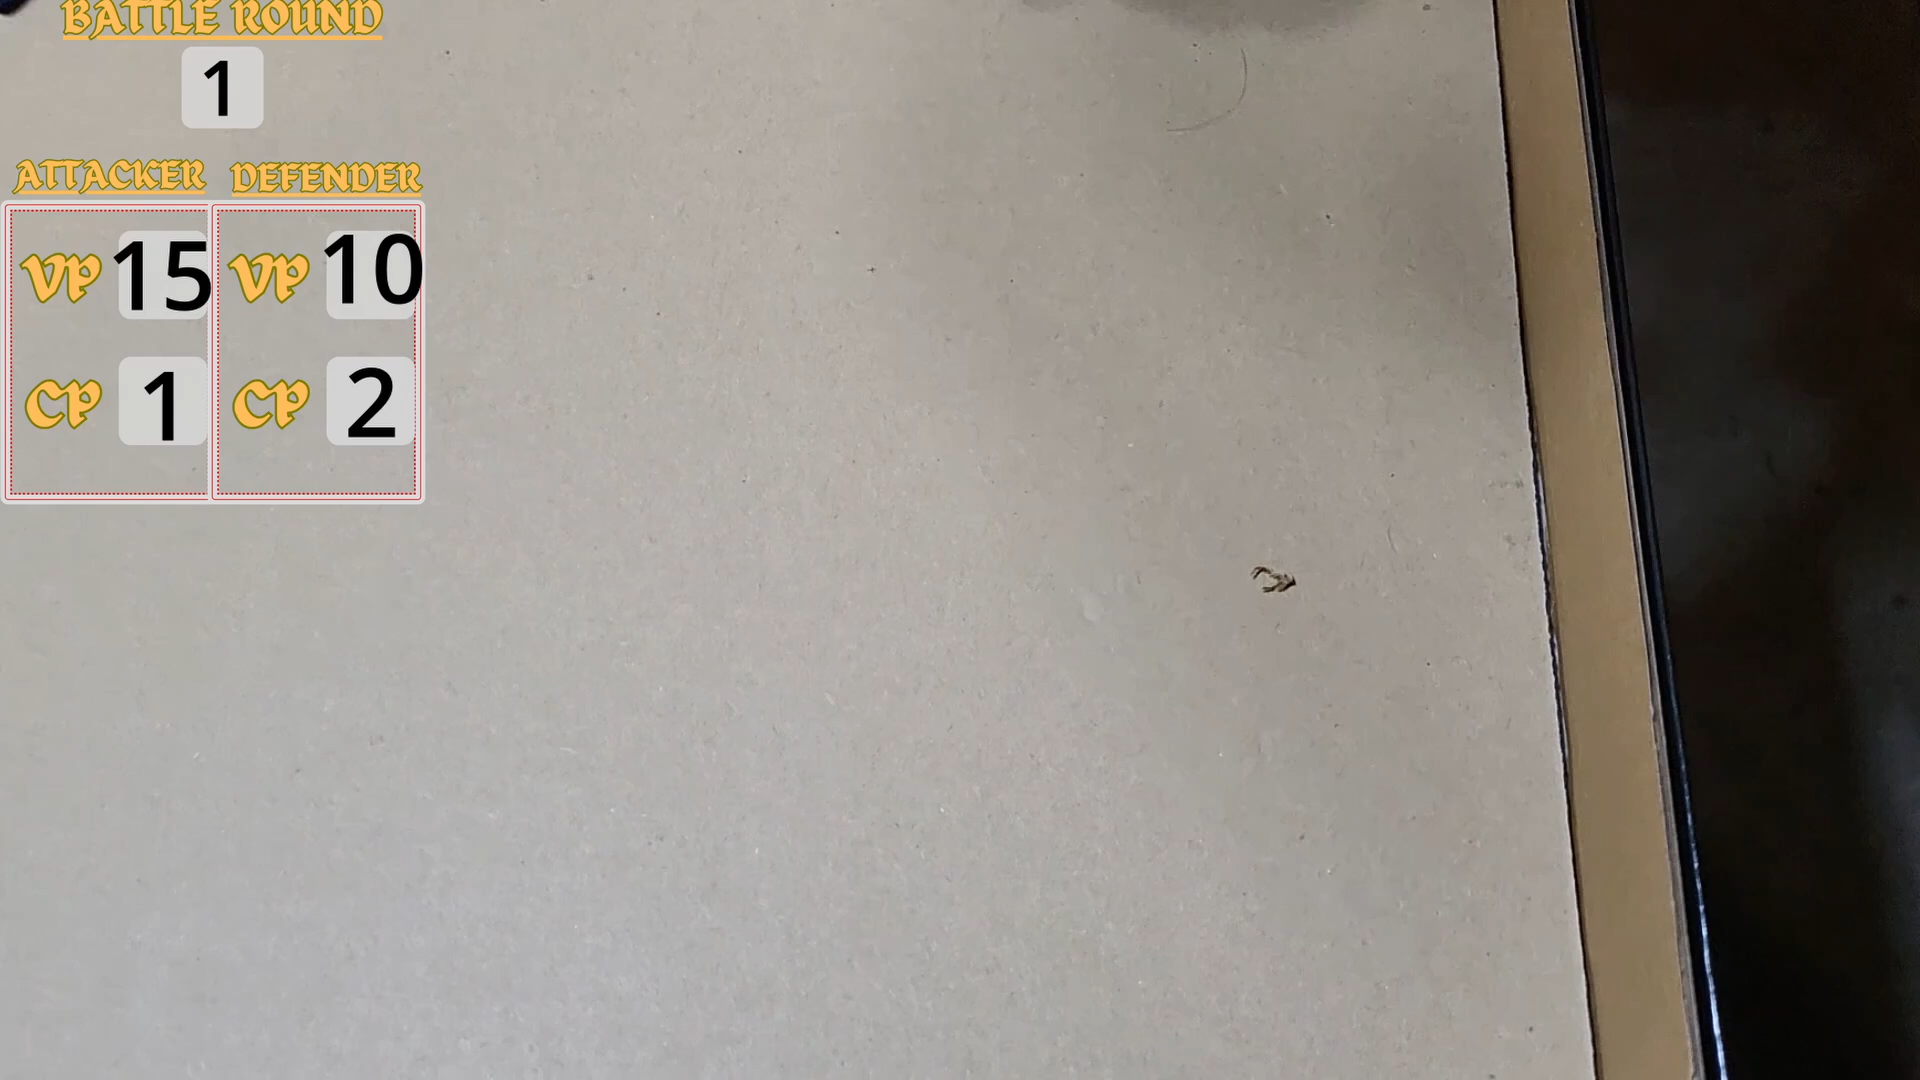 BATTLE ROUND
1
ATTACKER DEFENDER
VP 15 VP 10
CP 1 CP 2